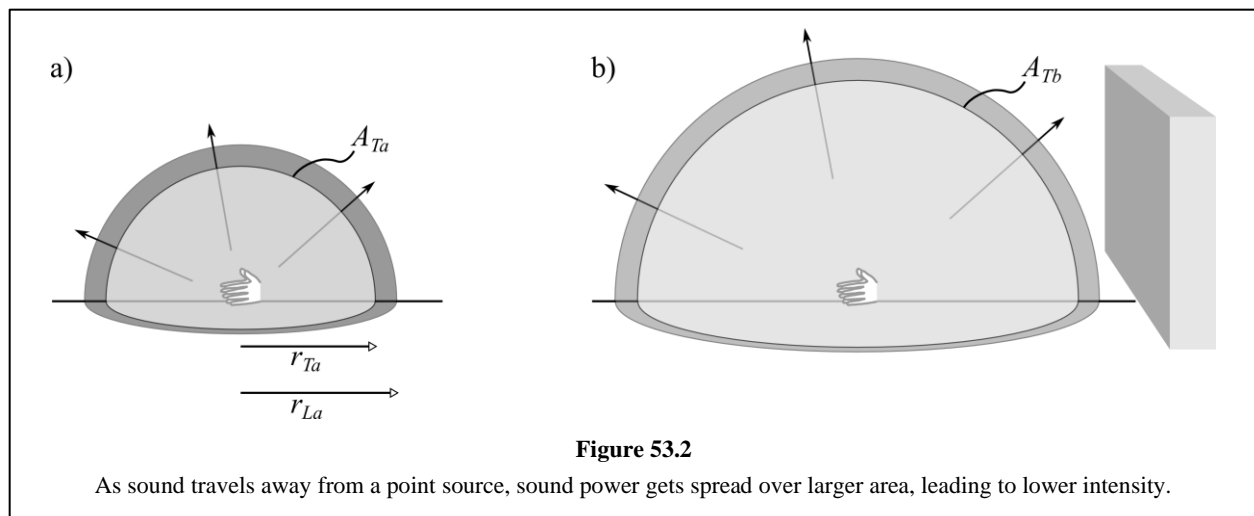 a)
A_Ta
r_Ta
r_La
b)
A_Tb
Figure 53.2
As sound travels away from a point source, sound power gets spread over larger area, leading to lower intensity.